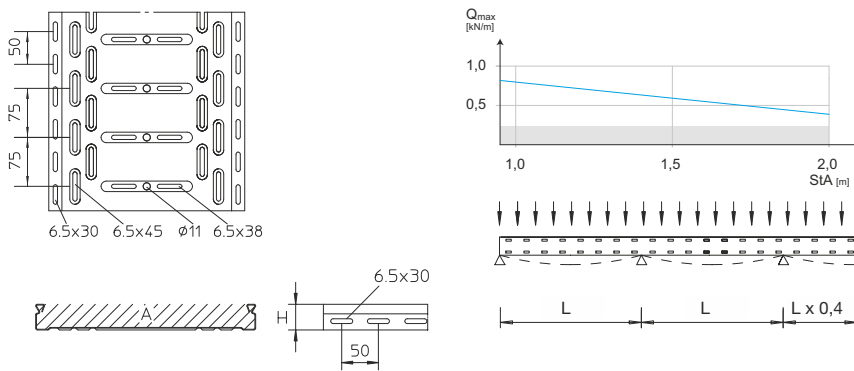 50
75
75
6.5x30
6.5x45
ø11
6.5x38
A
H
6.5x30
50
Qmax
[kN/m]
1,0
0,5
1,0
1,5
2,0
StA [m]
L
L
L x 0,4